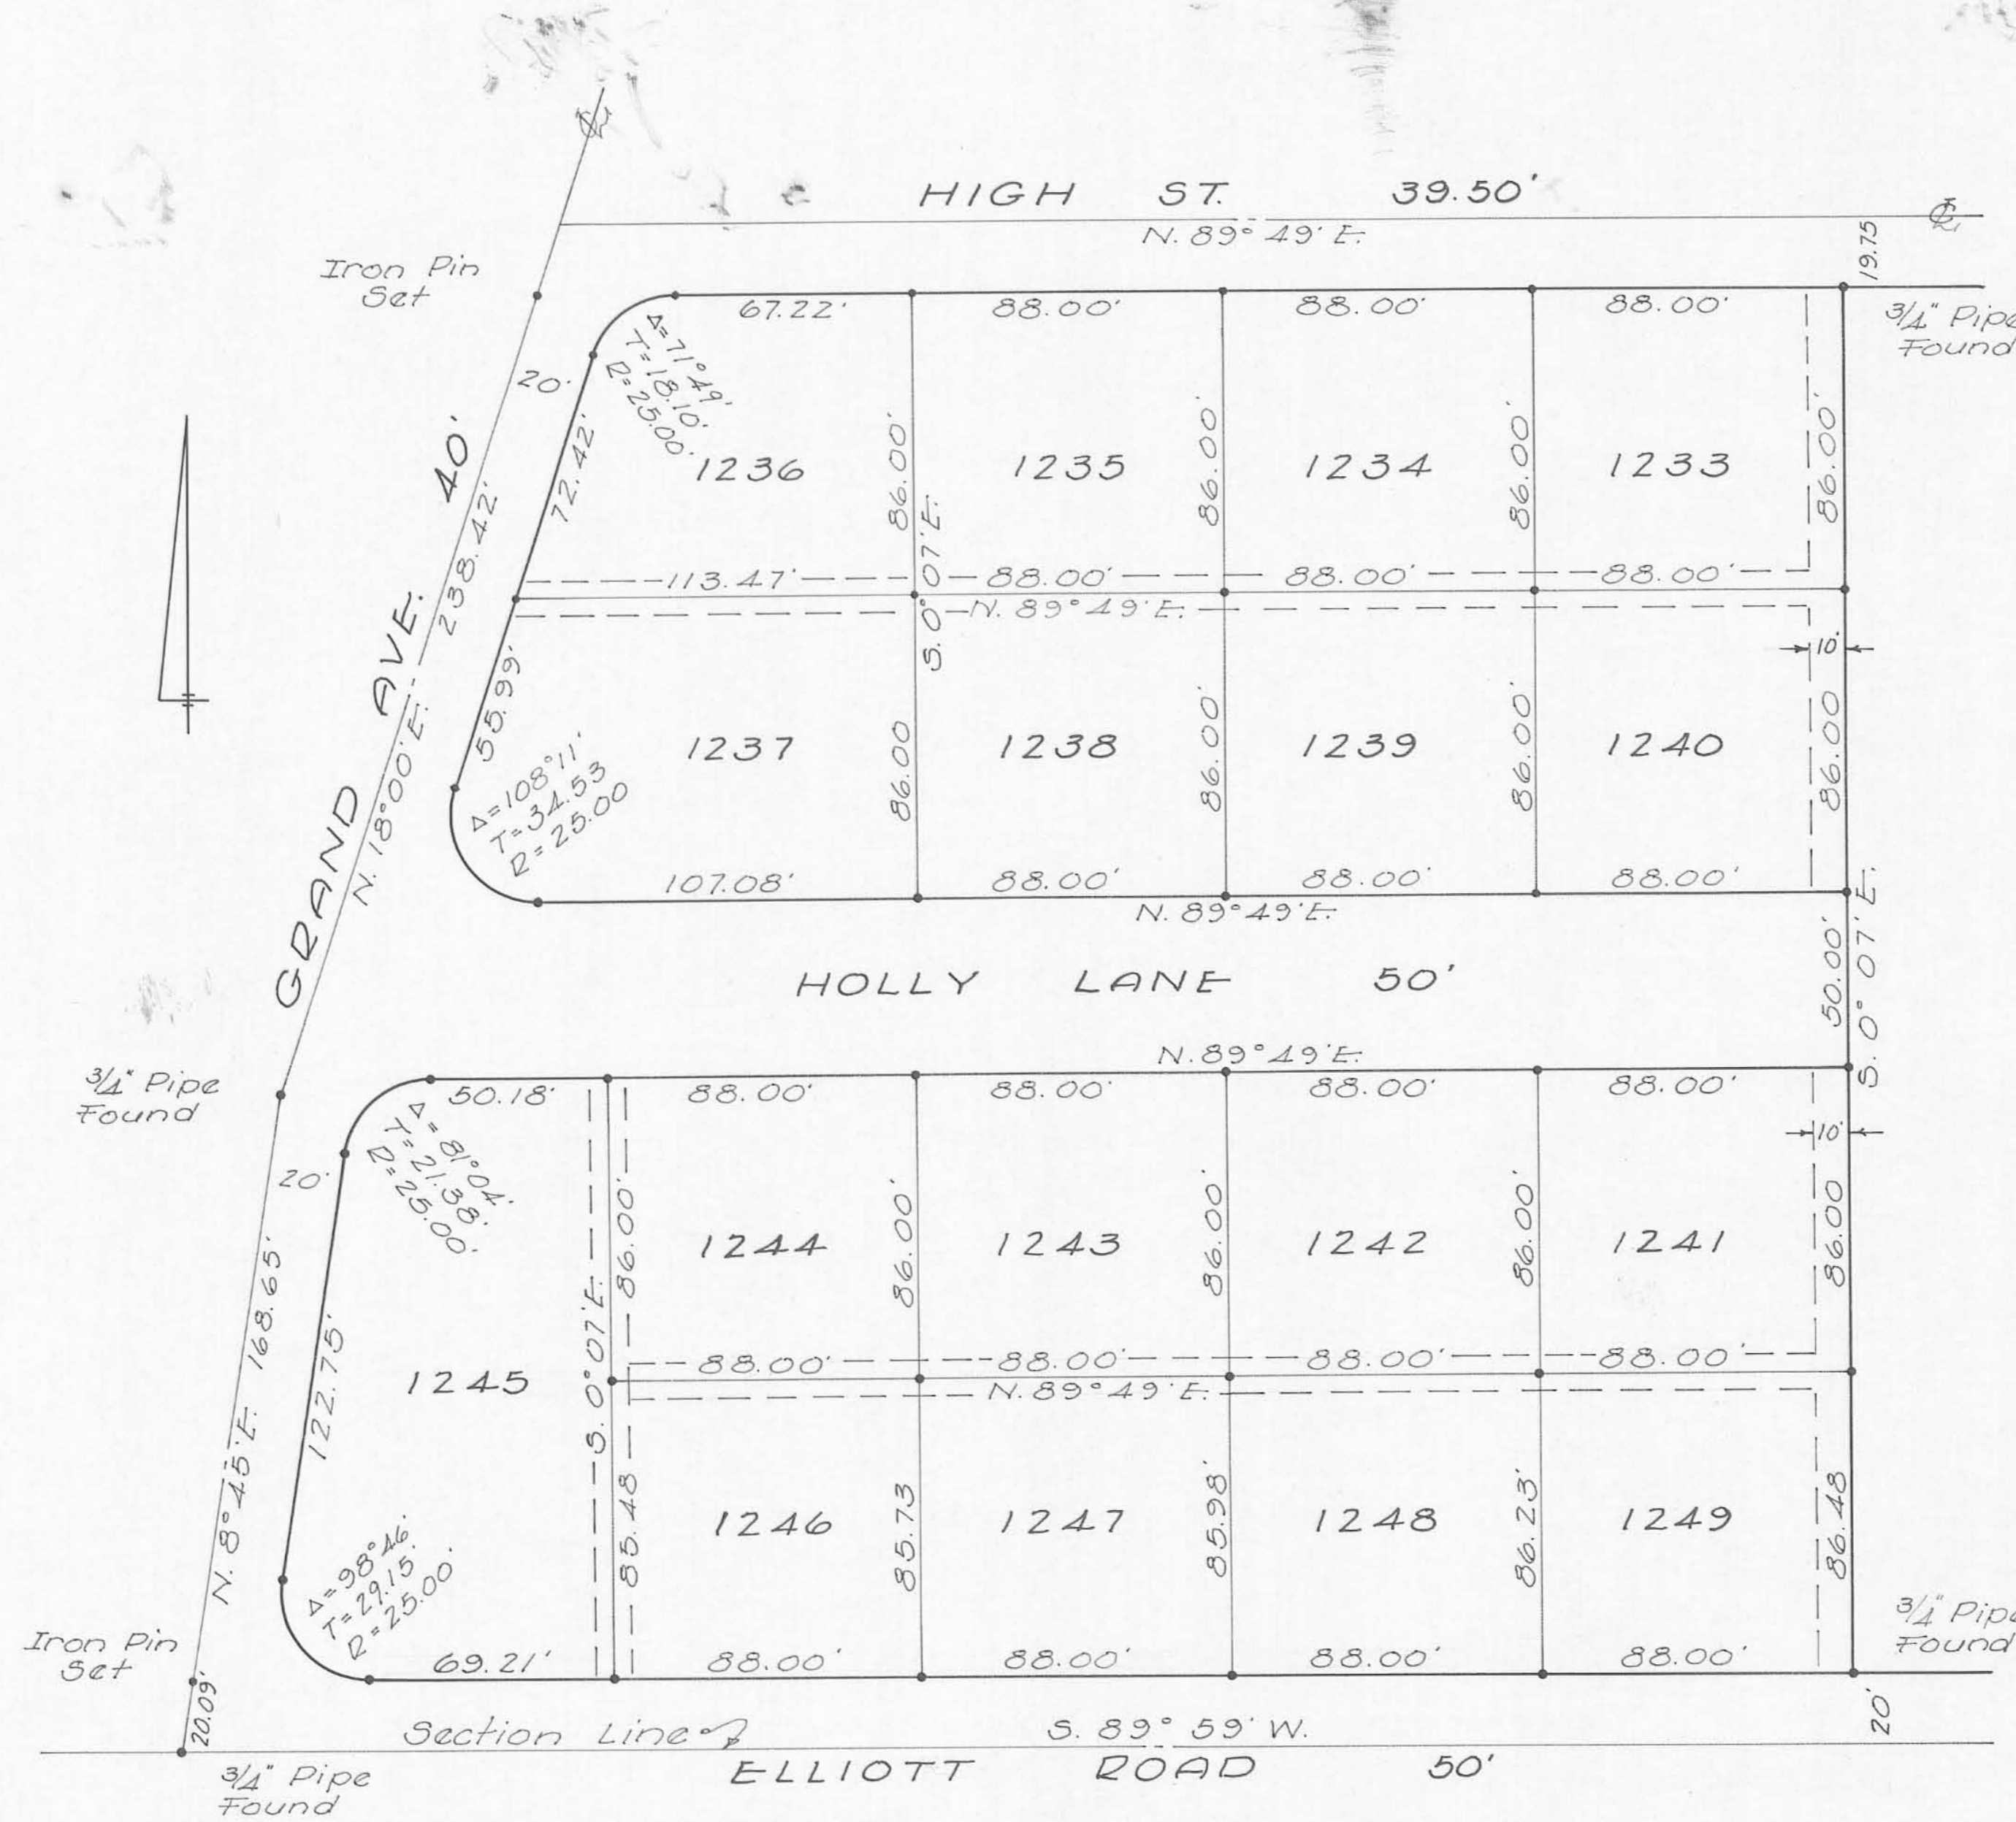 ℄
HIGH ST. 39.50'
N. 89° 49' E.
℄
19.75
Iron Pin
Set
67.22'
88.00'
88.00'
88.00'
3/4" Pipe
Found
Δ=71°49'
T=18.10'
R=25.00'
20'
72.42'
1236
86.00'
1235
86.00'
1234
86.00'
1233
86.00'
GRAND AVE. 40'
N. 18°00' E. 238.42'
113.47'
88.00'
88.00'
88.00'
S. 0° 07' E.
N. 89° 49' E.
10'
55.99'
1237
86.00
1238
86.00'
1239
86.00'
1240
86.00
Δ=108°11'
T=34.53
R=25.00
107.08'
88.00'
88.00'
88.00'
N. 89° 49' E.
HOLLY LANE 50'
50.00'
S. 0° 07' E.
N. 89° 49' E.
3/4" Pipe
Found
50.18'
88.00'
88.00'
88.00'
88.00'
Δ=81°04'
T=21.38'
R=25.00'
10'
20'
1244
86.00'
86.00'
1243
86.00'
1242
86.00'
1241
86.00
N. 8° 45' E. 168.65'
122.75'
1245
S. 0° 07' E.
88.00'
88.00'
88.00'
88.00'
N. 89° 49' E.
85.48
1246
85.73
1247
85.98'
1248
86.23'
1249
86.48
Δ=98°46'
T=29.15'
R=25.00'
Iron Pin
Set
3/4" Pipe
Found
69.21'
88.00'
88.00'
88.00'
88.00'
20.09'
20'
Section Line
S. 89° 59' W.
ELLIOTT ROAD 50'
3/4" Pipe
Found